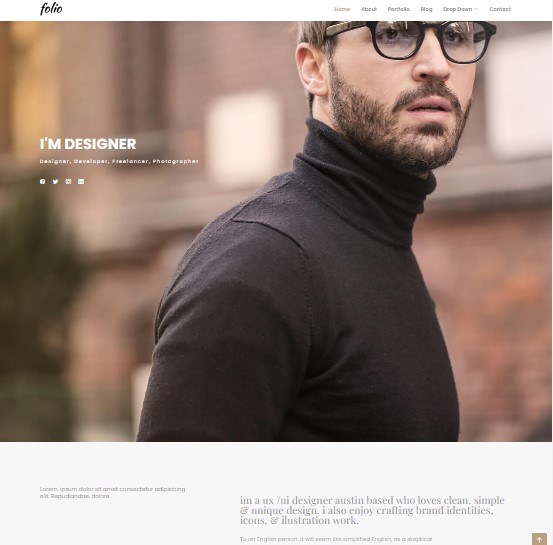 folio
Home About Portfolio Blog Drop Down Contact
I'M DESIGNER
Designer, Developer, Freelancer, Photographer
Lorem, ipsum dolor sit amet consectetur adipisicing
elit. Repudiandae, dolore.
im a ux /ui designer austin based who loves clean, simple
& unique design. i also enjoy crafting brand identities,
icons, & ilustration work.
To an English person, it will seem like simplified English, as a skeptical